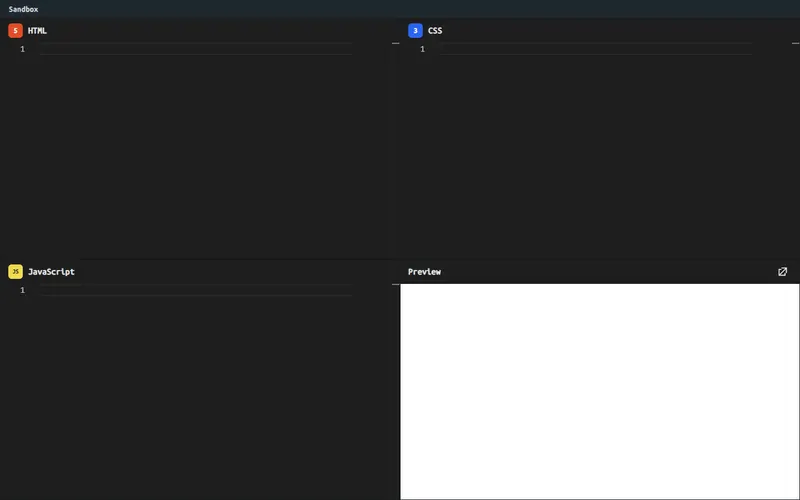 Sandbox
5 HTML
1
3 CSS
1
JS JavaScript
1
Preview